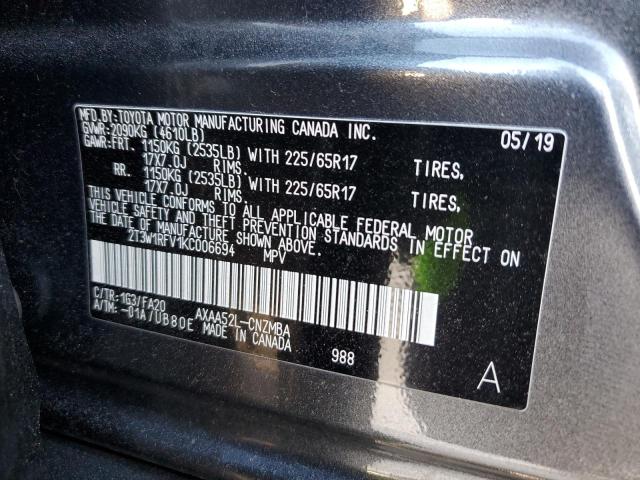 MFD.BY:TOYOTA MOTOR MANUFACTURING CANADA INC. 05/19
GVWR:2090KG (4610LB)
GAWR:FRT. 1150KG (2535LB) WITH 225/65R17 TIRES,
17X7.0J RIMS.
RR. 1150KG (2535LB) WITH 225/65R17 TIRES,
17X7.0J RIMS.
THIS VEHICLE CONFORMS TO ALL APPLICABLE FEDERAL MOTOR
VEHICLE SAFETY AND THEFT PREVENTION STANDARDS IN EFFECT ON
THE DATE OF MANUFACTURE SHOWN ABOVE.
2T3W1RFV1KC006694 MPV
C/TR:1G3/FA20 AXAA52L-CNZMBA
A/TM:-01A/UB80E MADE IN CANADA
988
A